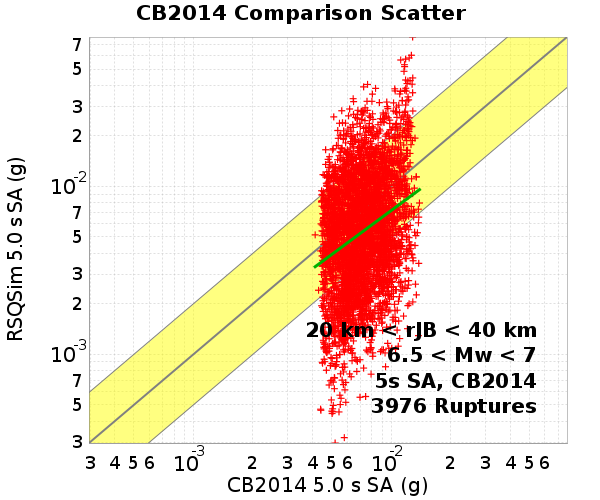 CB2014 Comparison Scatter
7
5
3
2
10-2
7
5
3
2
10-3
7
5
3
RSQSim 5.0 s SA (g)
20 km < rJB < 40 km
6.5 < Mw < 7
5s SA, CB2014
3976 Ruptures
3 4 5 6 10-3 2 3 4 5 6 10-2 2 3 4 5 6
CB2014 5.0 s SA (g)